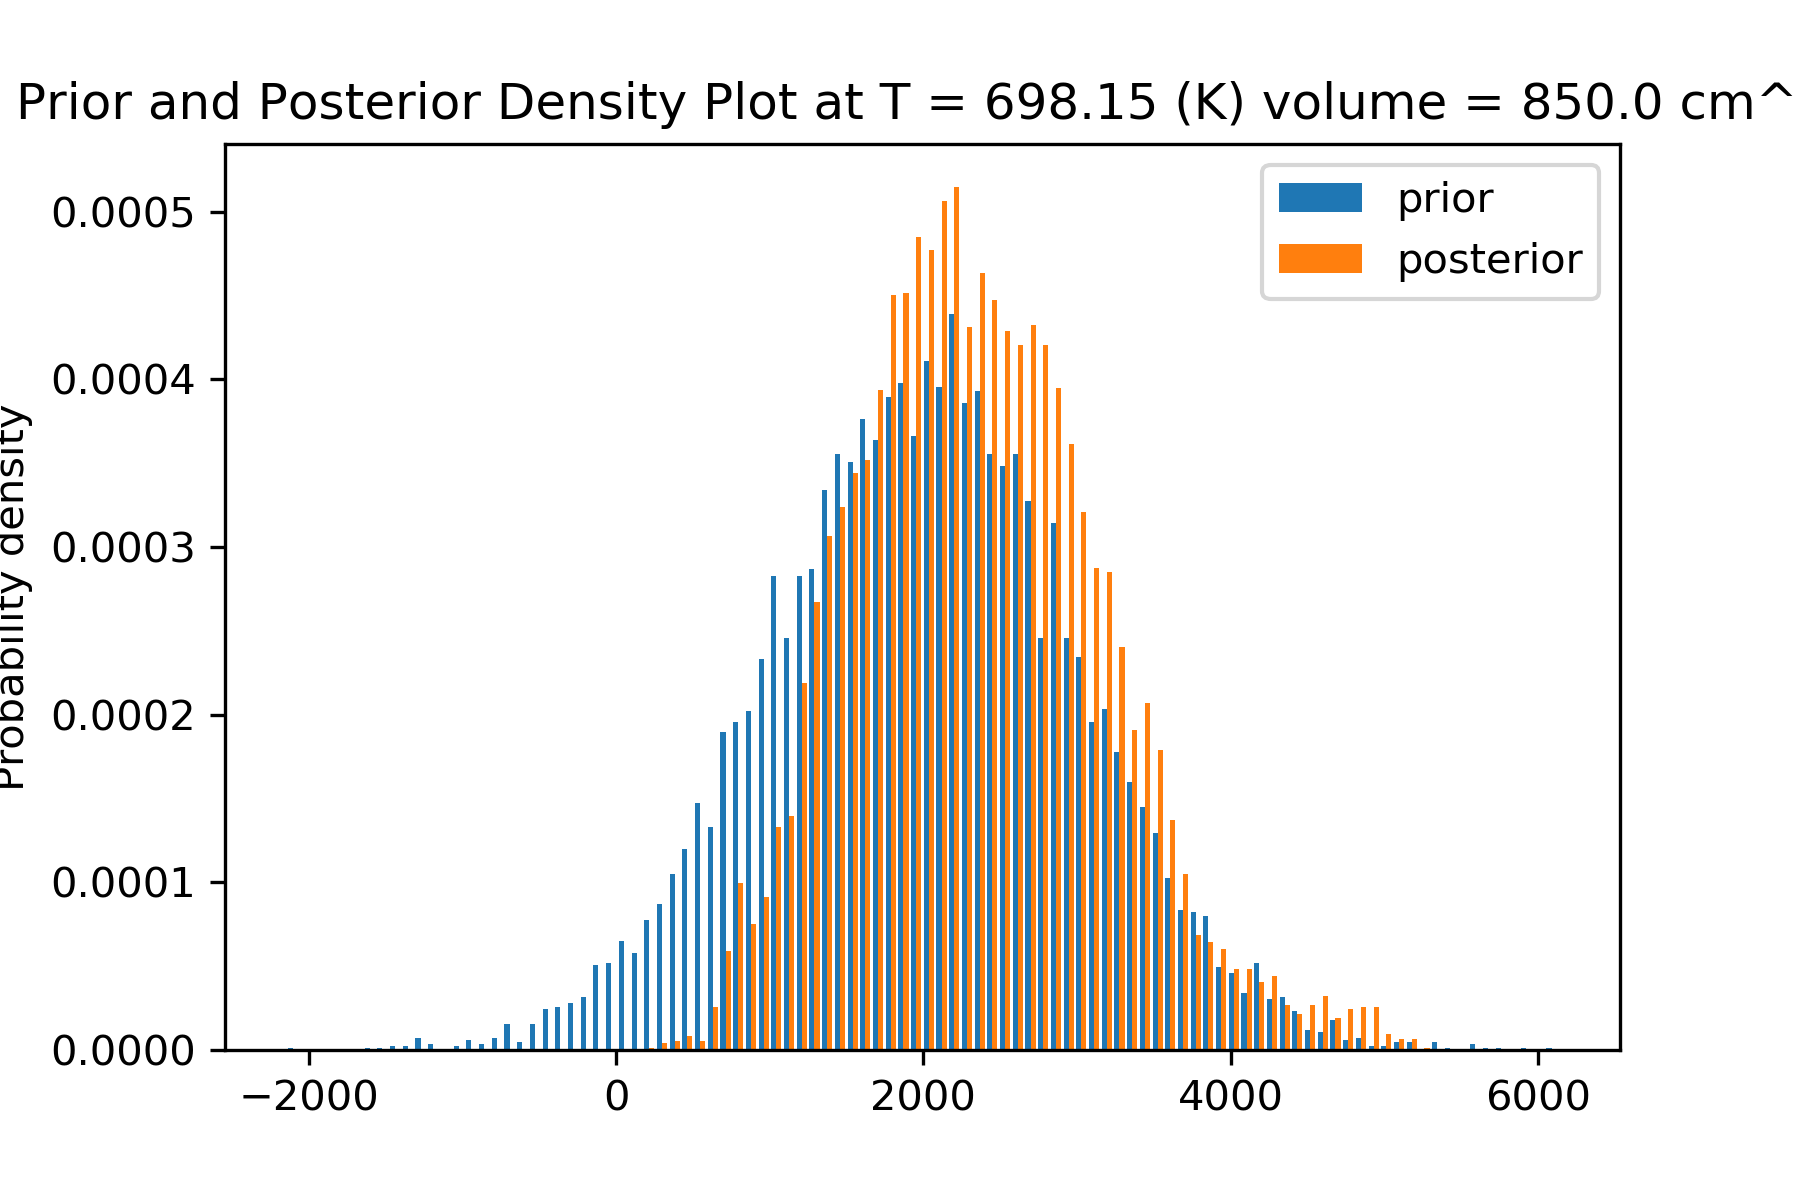 Prior and Posterior Density Plot at T = 698.15 (K) volume = 850.0 cm^
prior
posterior
Probability density
0.0005
0.0004
0.0003
0.0002
0.0001
0.0000
−2000
0
2000
4000
6000